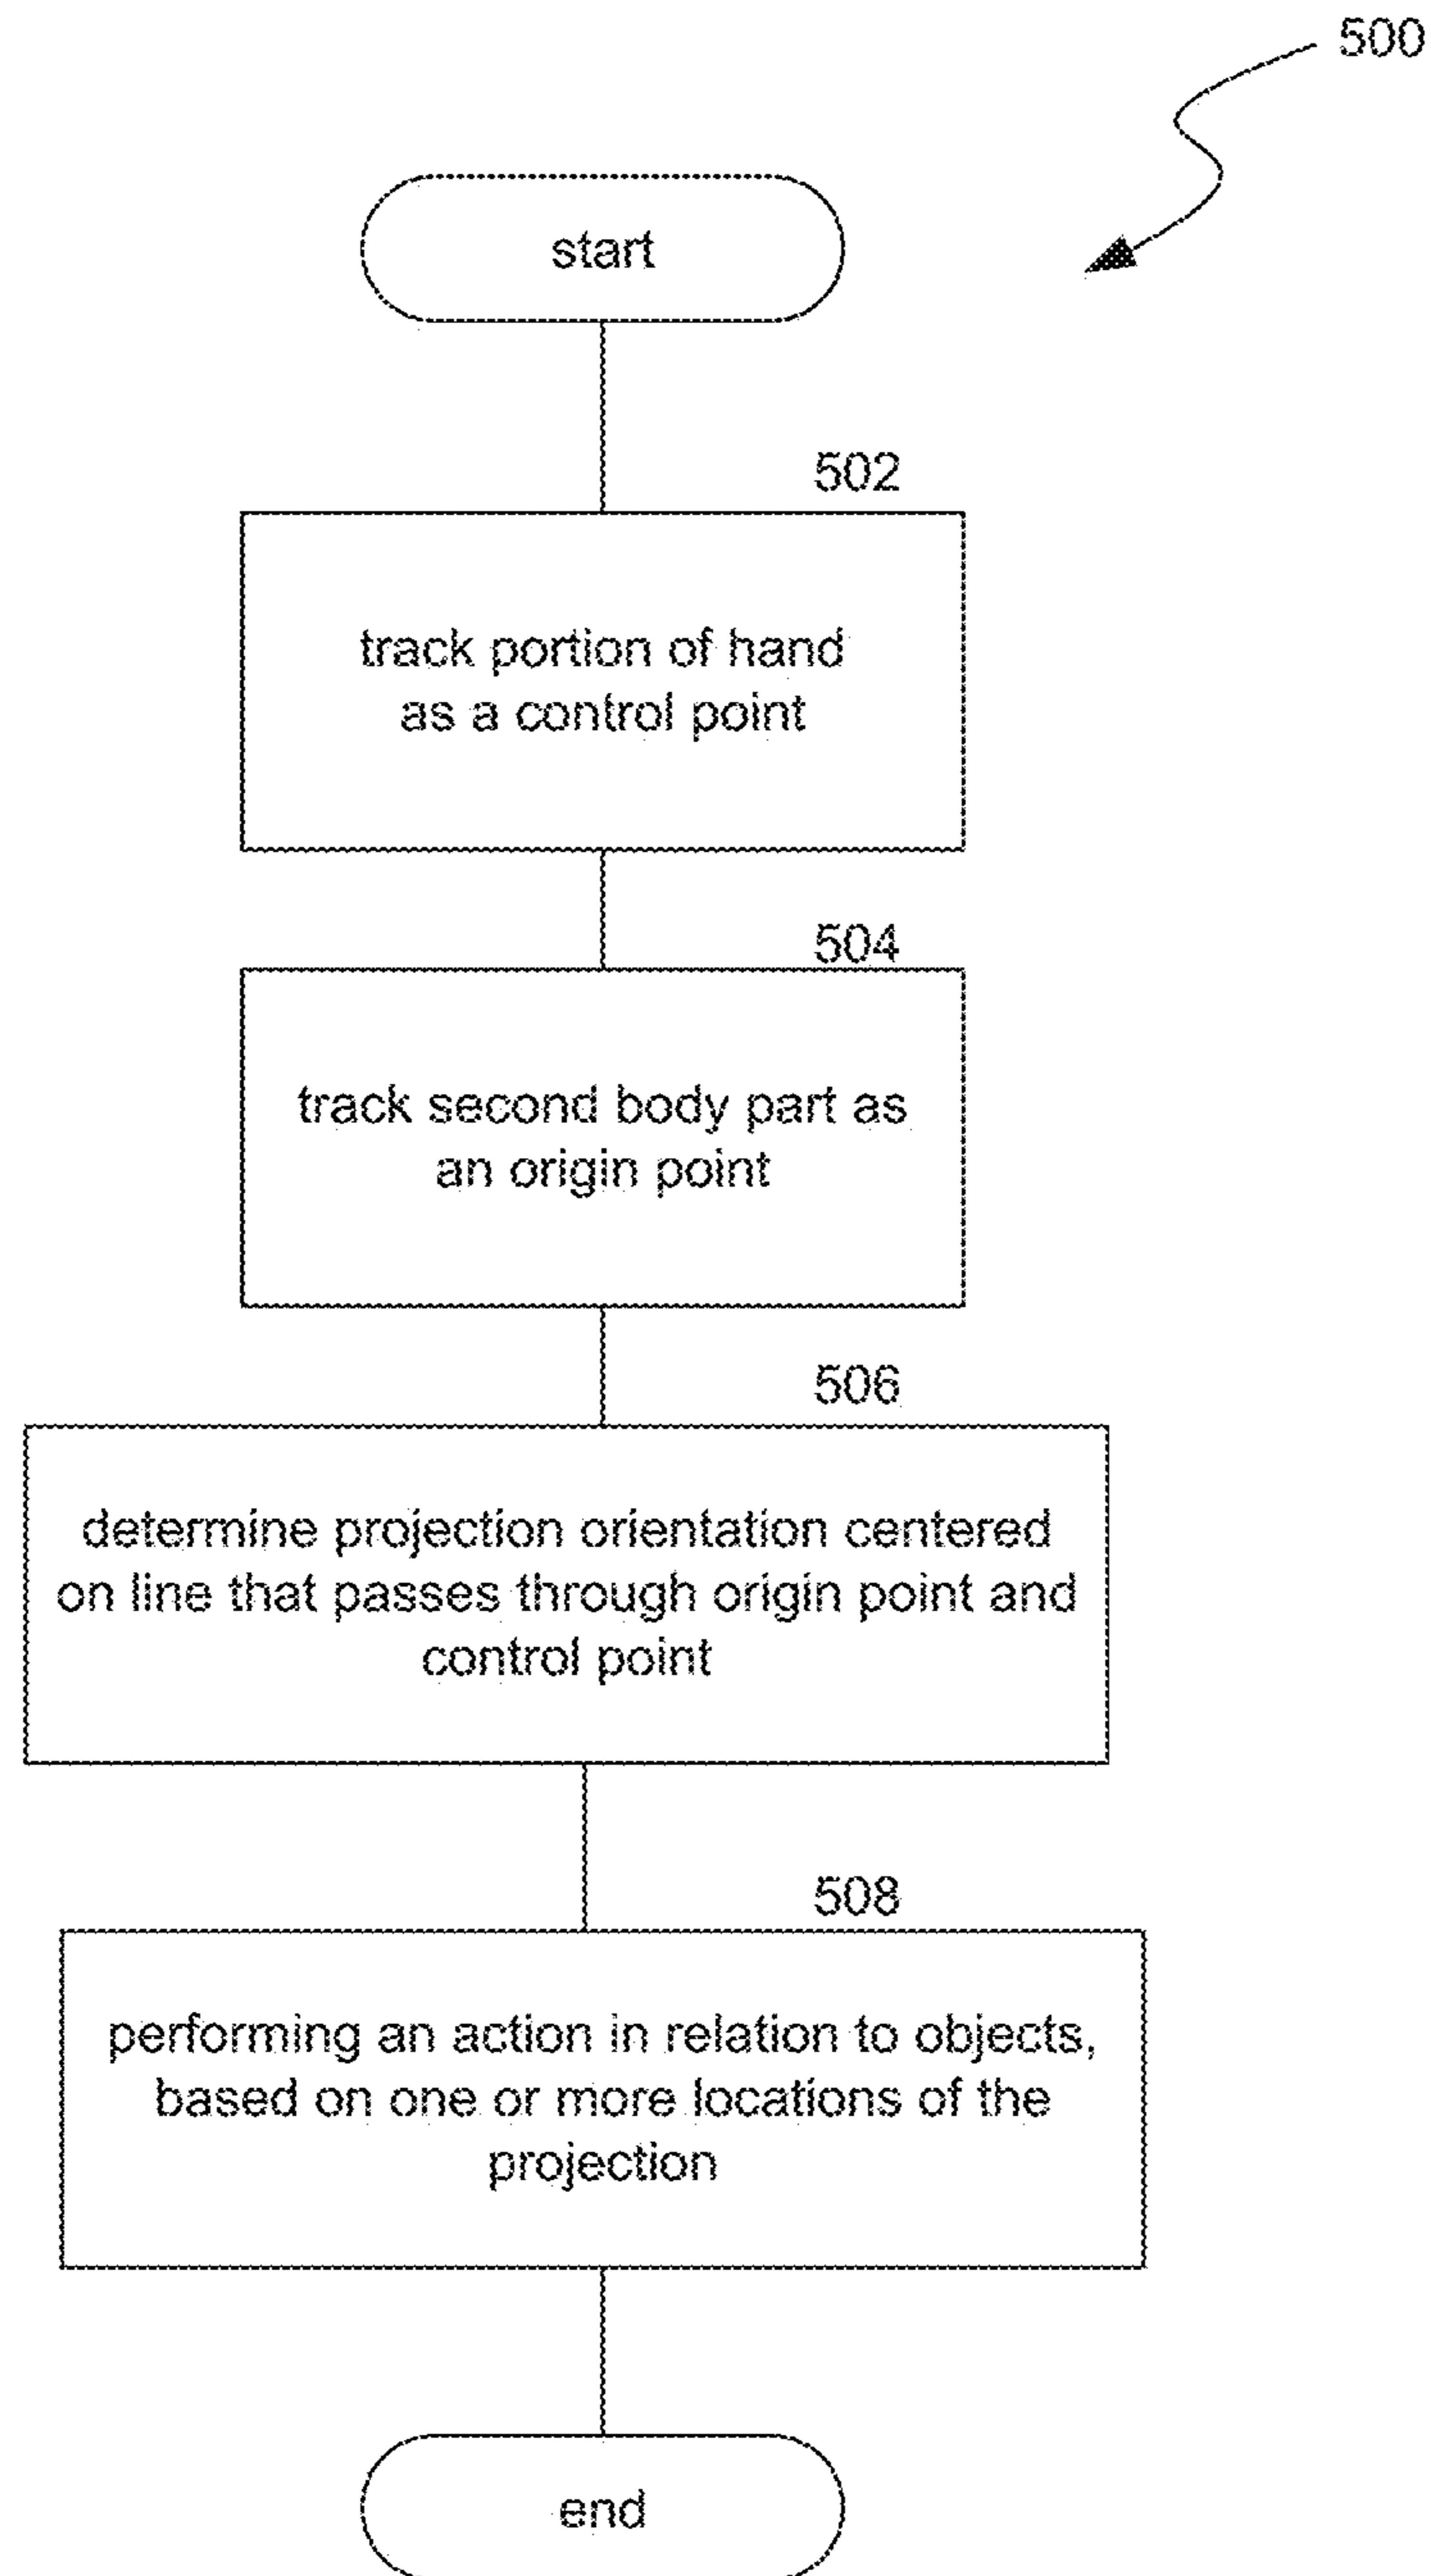 500
start
502
track portion of hand
as a control point
504
track second body part as
an origin point
506
determine projection orientation centered
on line that passes through origin point and
control point
508
performing an action in relation to objects,
based on one or more locations of the
projection
end